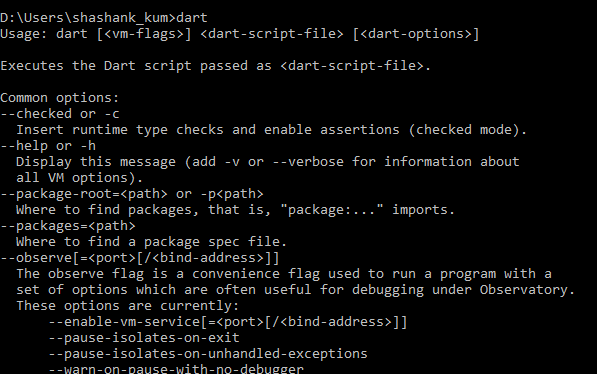 D:\Users\shashank_kum>dart
Usage: dart [<vm-flags>] <dart-script-file> [<dart-options>]
Executes the Dart script passed as <dart-script-file>.
Common options:
--checked or -c
Insert runtime type checks and enable assertions (checked mode).
--help or -h
Display this message (add -v or --verbose for information about
all VM options).
--package-root=<path> or -p<path>
Where to find packages, that is, "package:..." imports.
--packages=<path>
Where to find a package spec file.
--observe[=<port>[/<bind-address>]]
The observe flag is a convenience flag used to run a program with a
set of options which are often useful for debugging under Observatory.
These options are currently:
--enable-vm-service[=<port>[/<bind-address>]]
--pause-isolates-on-exit
--pause-isolates-on-unhandled-exceptions
--warn-on-pause-with-no-debugger